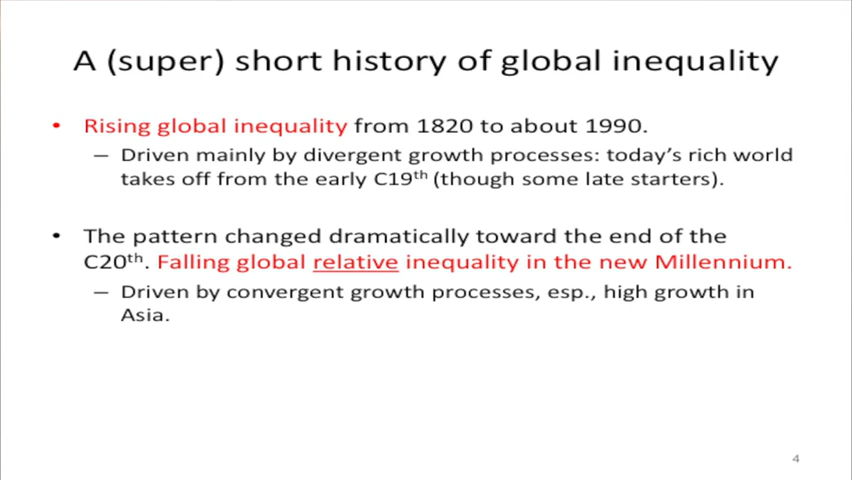 A (super) short history of global inequality
• Rising global inequality from 1820 to about 1990.
– Driven mainly by divergent growth processes: today's rich world
takes off from the early C19th (though some late starters).
• The pattern changed dramatically toward the end of the
C20th. Falling global relative inequality in the new Millennium.
– Driven by convergent growth processes, esp., high growth in
Asia.
4